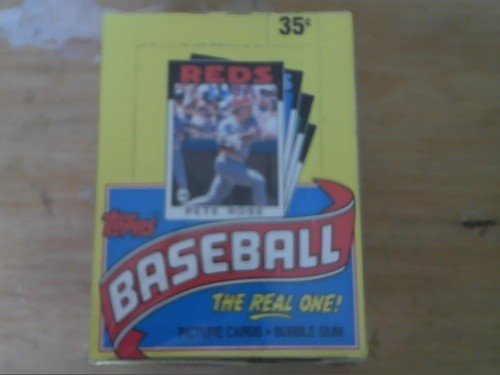 35¢
REDS
PETE ROSE
Topps
BASEBALL
THE REAL ONE!
PICTURE CARDS • BUBBLE GUM